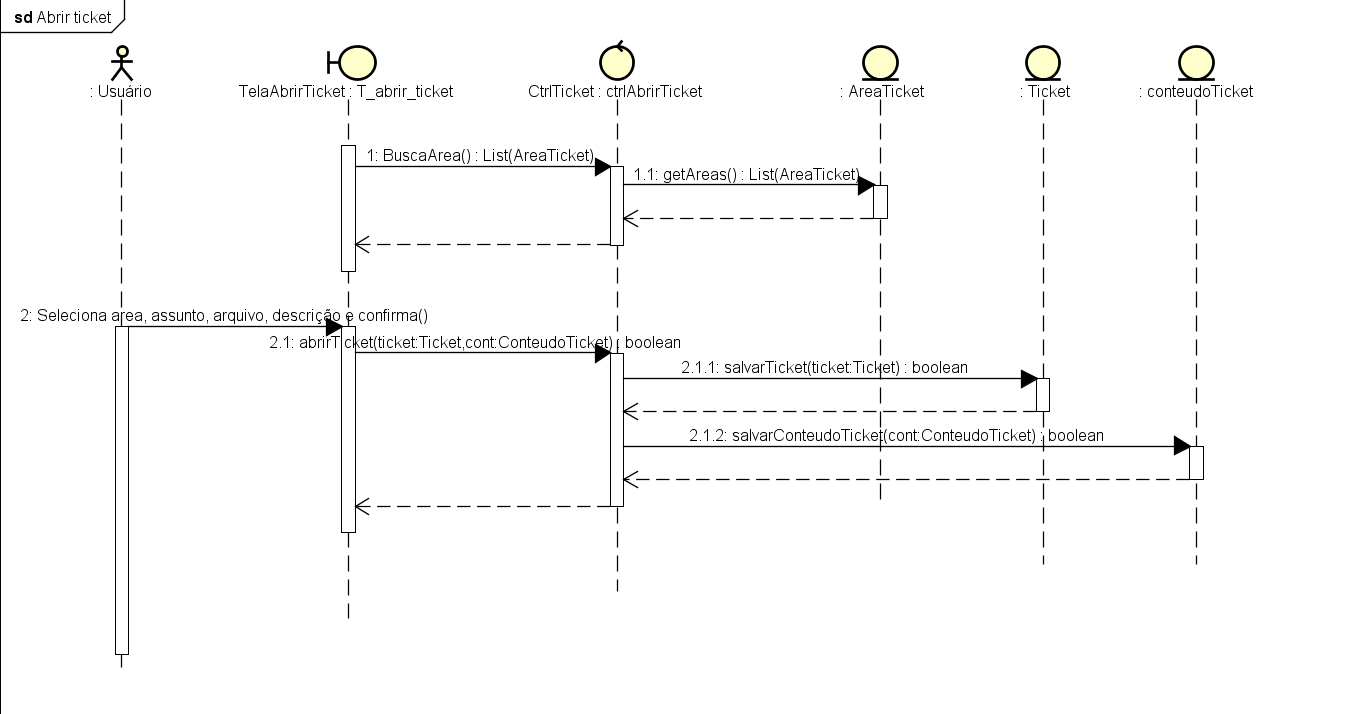 sd Abrir ticket
: Usuário
TelaAbrirTicket : T_abrir_ticket
CtrlTicket : ctrlAbrirTicket
: AreaTicket
: Ticket
: conteudoTicket
1: BuscaArea() : List(AreaTicket)
1.1: getAreas() : List(AreaTicket)
2: Seleciona area, assunto, arquivo, descrição e confirma()
2.1: abrirTicket(ticket:Ticket,cont:ConteudoTicket) : boolean
2.1.1: salvarTicket(ticket:Ticket) : boolean
2.1.2: salvarConteudoTicket(cont:ConteudoTicket) : boolean